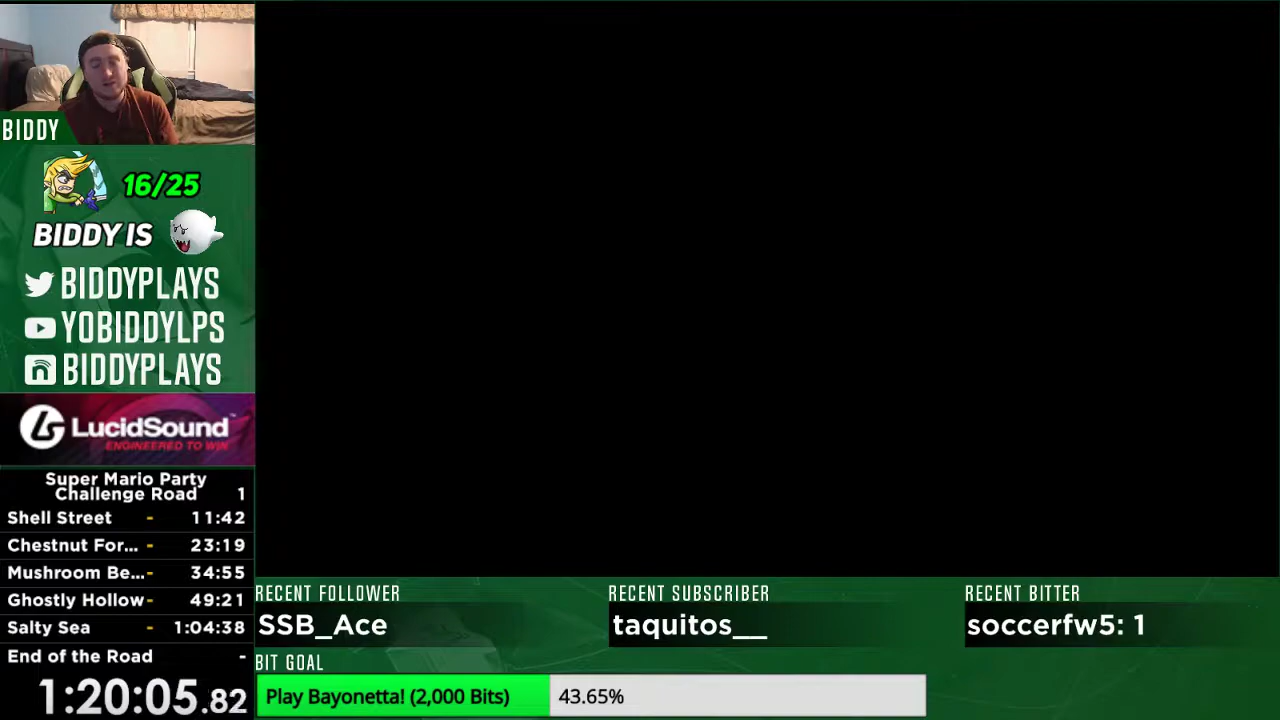 BIDDY
16/25
BIDDY IS
BIDDYPLAYS
YOBIDDYLPS
BIDDYPLAYS
LucidSound™
ENGINEERED TO WIN
Super Mario Party
Challenge Road 1
Shell Street - 11:42
Chestnut For... - 23:19
Mushroom Be... - 34:55
Ghostly Hollow - 49:21
Salty Sea - 1:04:38
End of the Road -
1:20:05.82
RECENT FOLLOWER
SSB_Ace
RECENT SUBSCRIBER
taquitos__
RECENT BITTER
soccerfw5: 1
BIT GOAL
Play Bayonetta! (2,000 Bits) 43.65%